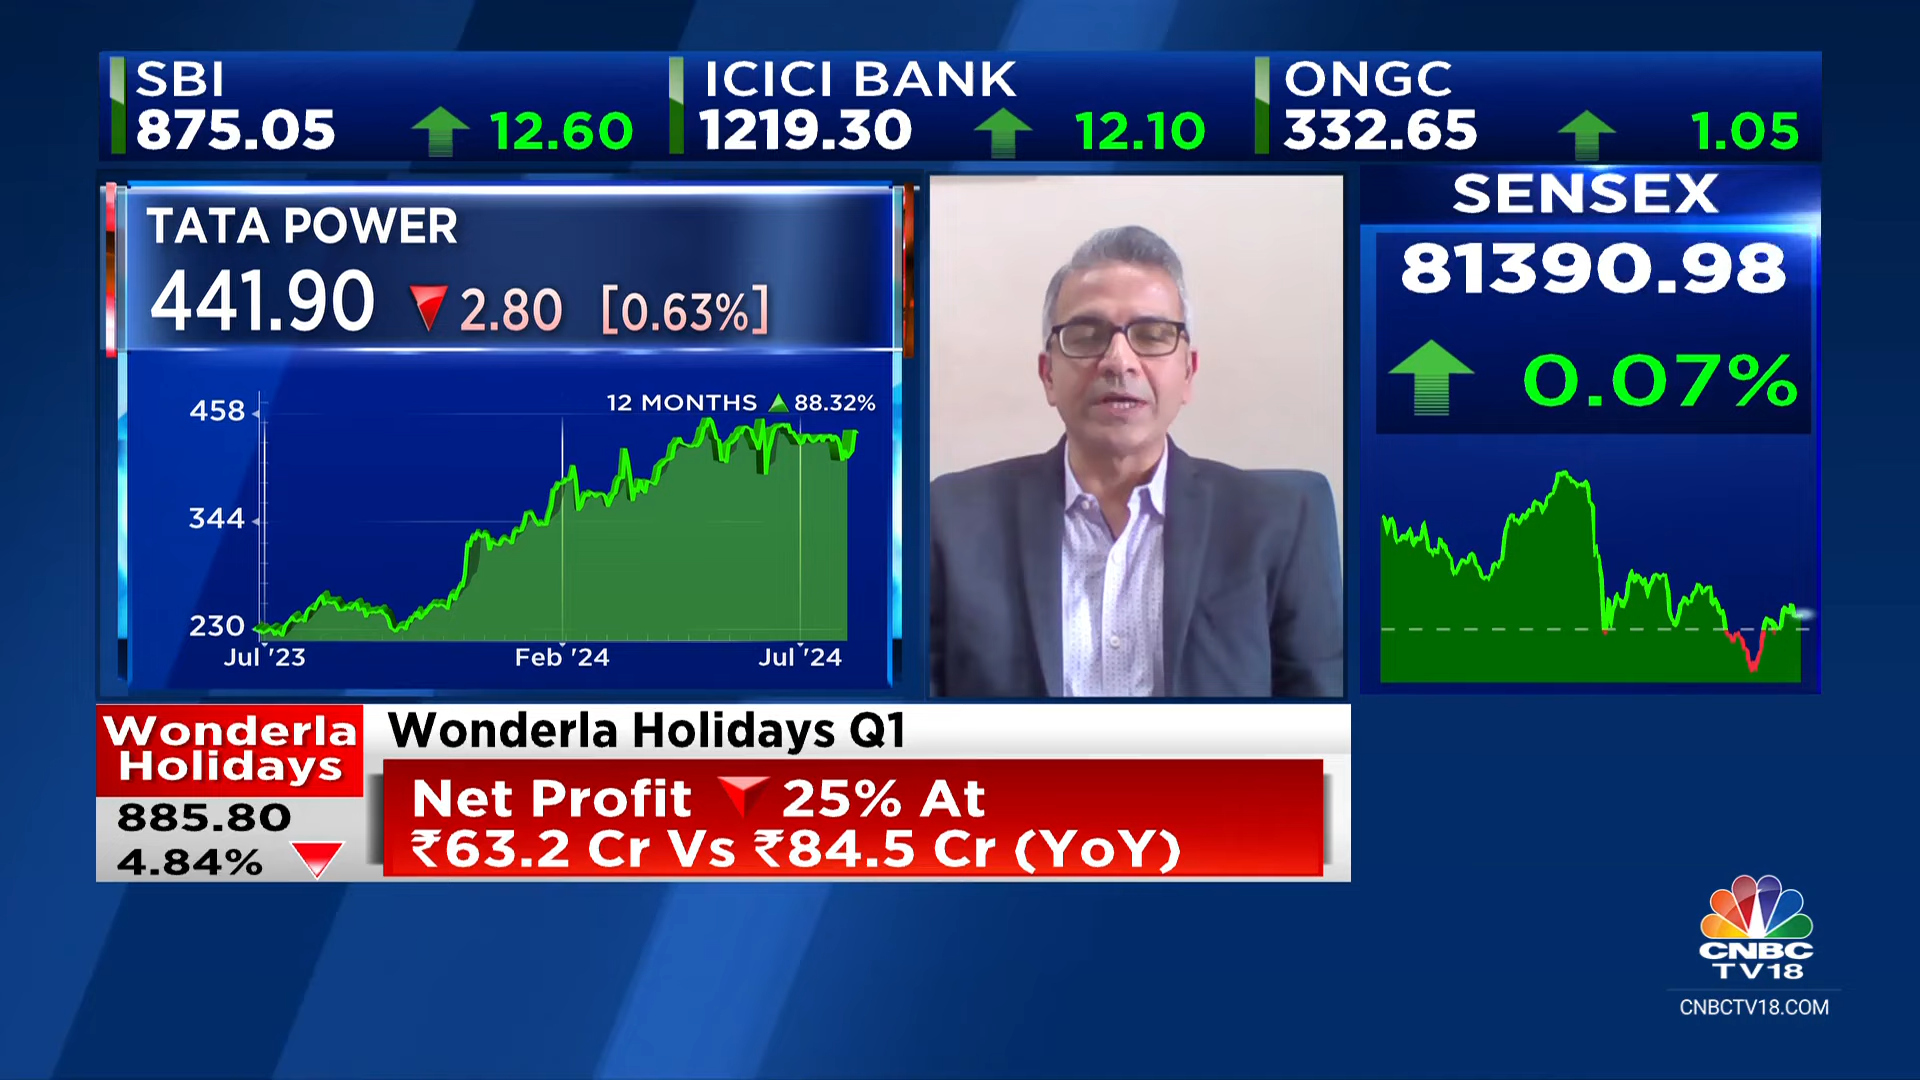 SBI
875.05 12.60
ICICI BANK
1219.30 12.10
ONGC
332.65 1.05
TATA POWER
441.90 2.80 [0.63%]
12 MONTHS 88.32%
458
344
230
Jul '23 Feb '24 Jul '24
SENSEX
81390.98
0.07%
Wonderla
Holidays
885.80
4.84%
Wonderla Holidays Q1
Net Profit 25% At
₹63.2 Cr Vs ₹84.5 Cr (YoY)
CNBC
TV18
CNBCTV18.COM